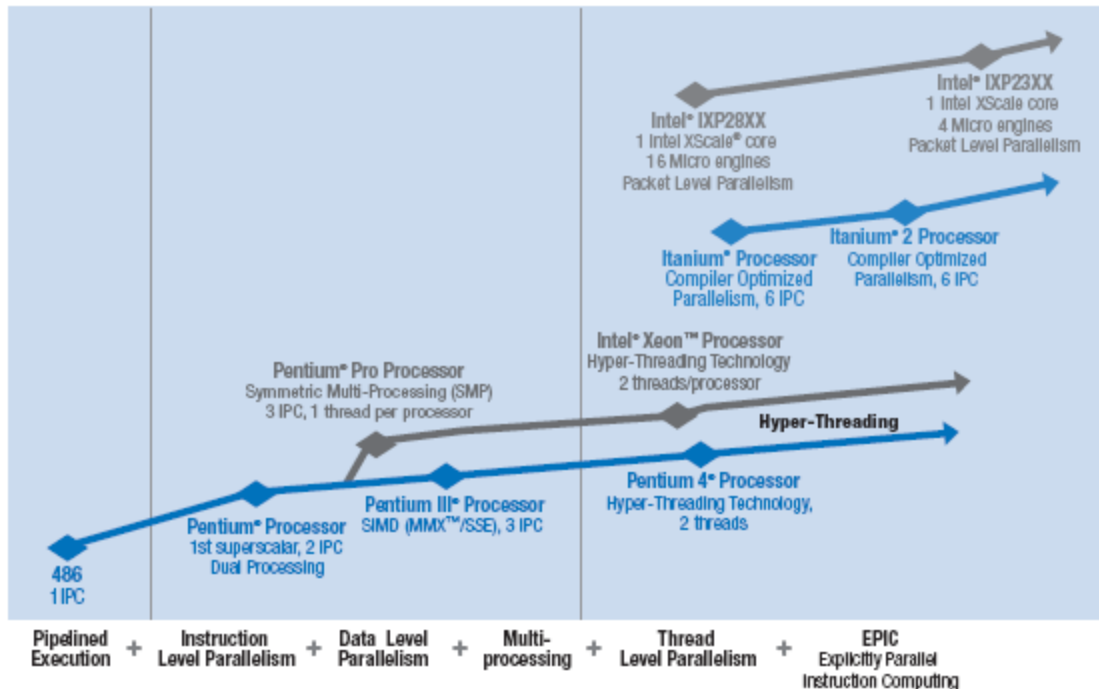 Intel® IXP23XX
1 Intel XScale core
4 Micro engines
Packet Level Parallelism
Intel® IXP28XX
1 Intel XScale® core
16 Micro engines
Packet Level Parallelism
Itanium® 2 Processor
Compiler Optimized
Parallelism, 6 IPC
Itanium® Processor
Compiler Optimized
Parallelism, 6 IPC
Intel® Xeon™ Processor
Hyper-Threading Technology
2 threads/processor
Pentium® Pro Processor
Symmetric Multi-Processing (SMP)
3 IPC, 1 thread per processor
Hyper-Threading
Pentium 4® Processor
Hyper-Threading Technology,
2 threads
Pentium III® Processor
SIMD (MMX™/SSE), 3 IPC
Pentium® Processor
1st superscalar, 2 IPC
Dual Processing
486
1 IPC
Pipelined
Execution
+
Instruction
Level Parallelism
+
Data Level
Parallelism
+
Multi-
processing
+
Thread
Level Parallelism
+
EPIC
Explicitly Parallel
Instruction Computing